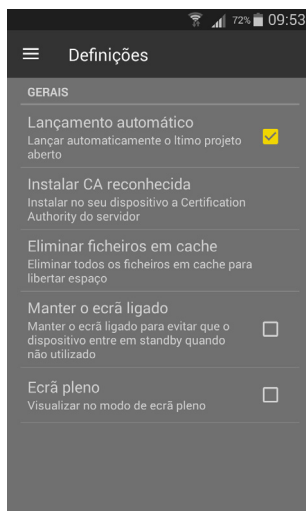 72% 09:53
Definições
GERAIS
Lançamento automático
Lançar automaticamente o ltimo projeto
aberto
Instalar CA reconhecida
Instalar no seu dispositivo a Certification
Authority do servidor
Eliminar ficheiros em cache
Eliminar todos os ficheiros em cache para
libertar espaço
Manter o ecrã ligado
Manter o ecrã ligado para evitar que o
dispositivo entre em standby quando
não utilizado
Ecrã pleno
Visualizar no modo de ecrã pleno